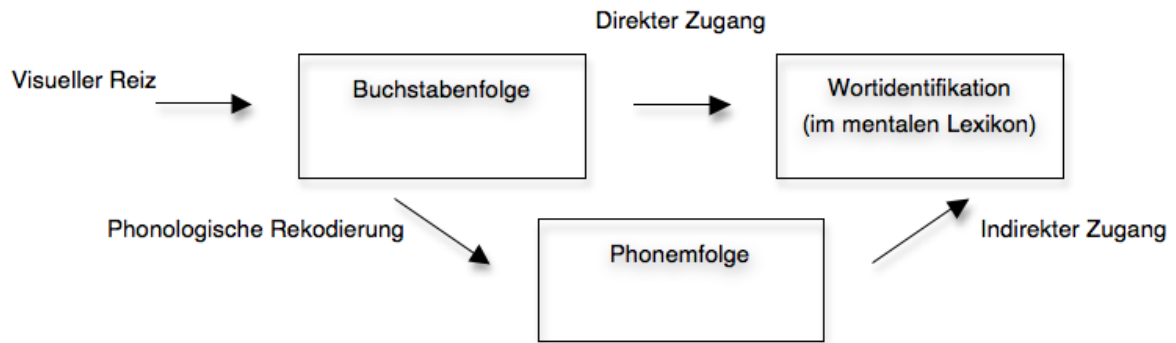 Direkter Zugang
Visueller Reiz
Buchstabenfolge
Wortidentifikation
(im mentalen Lexikon)
Phonologische Rekodierung
Phonemfolge
Indirekter Zugang